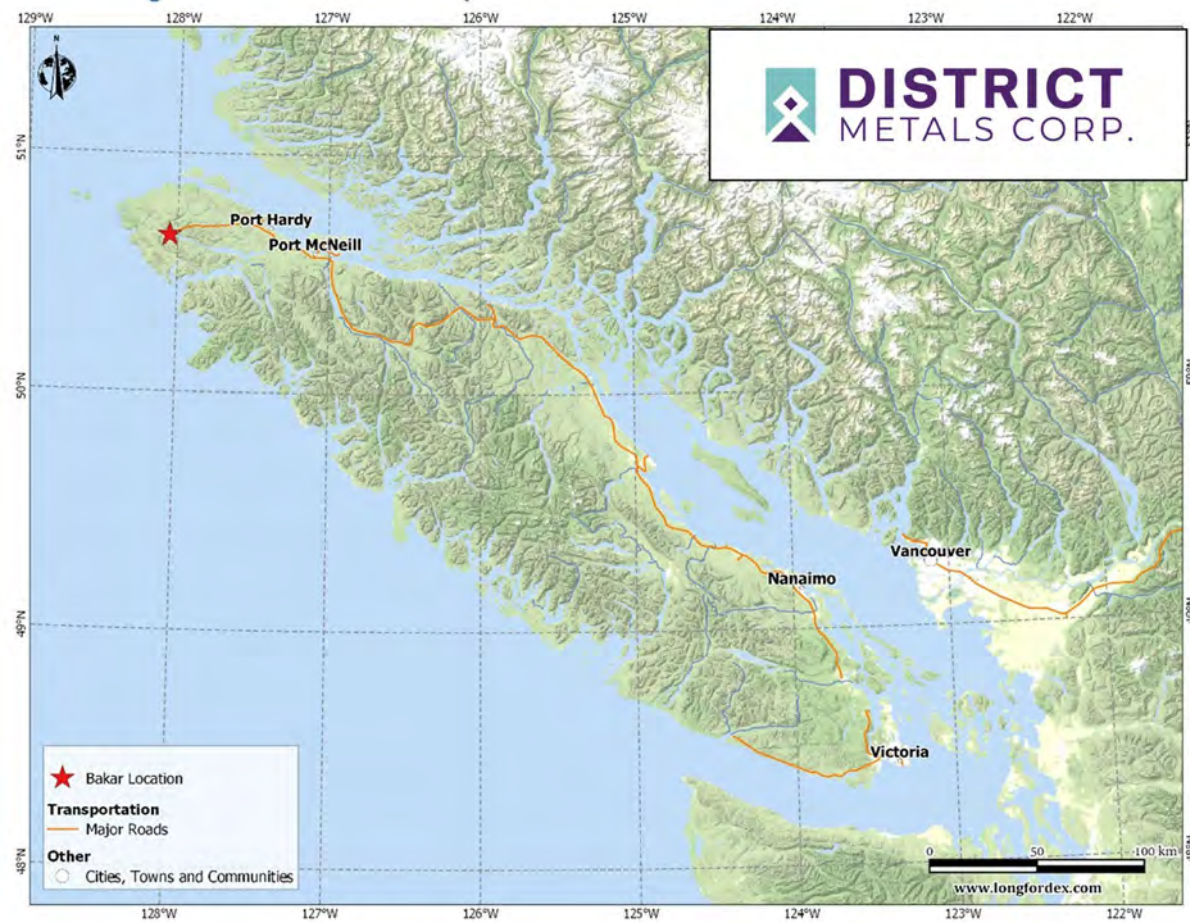 129°W 128°W 127°W 126°W 125°W 124°W 123°W 122°W
N
DISTRICT
METALS CORP.
51°N
Port Hardy
Port McNeill
50°N
Vancouver
Nanaimo
49°N
Victoria
Bakar Location
Transportation
Major Roads
Other
Cities, Towns and Communities
48°N
0 50 100 km
www.longfordex.com
128°W 127°W 126°W 125°W 124°W 123°W 122°W